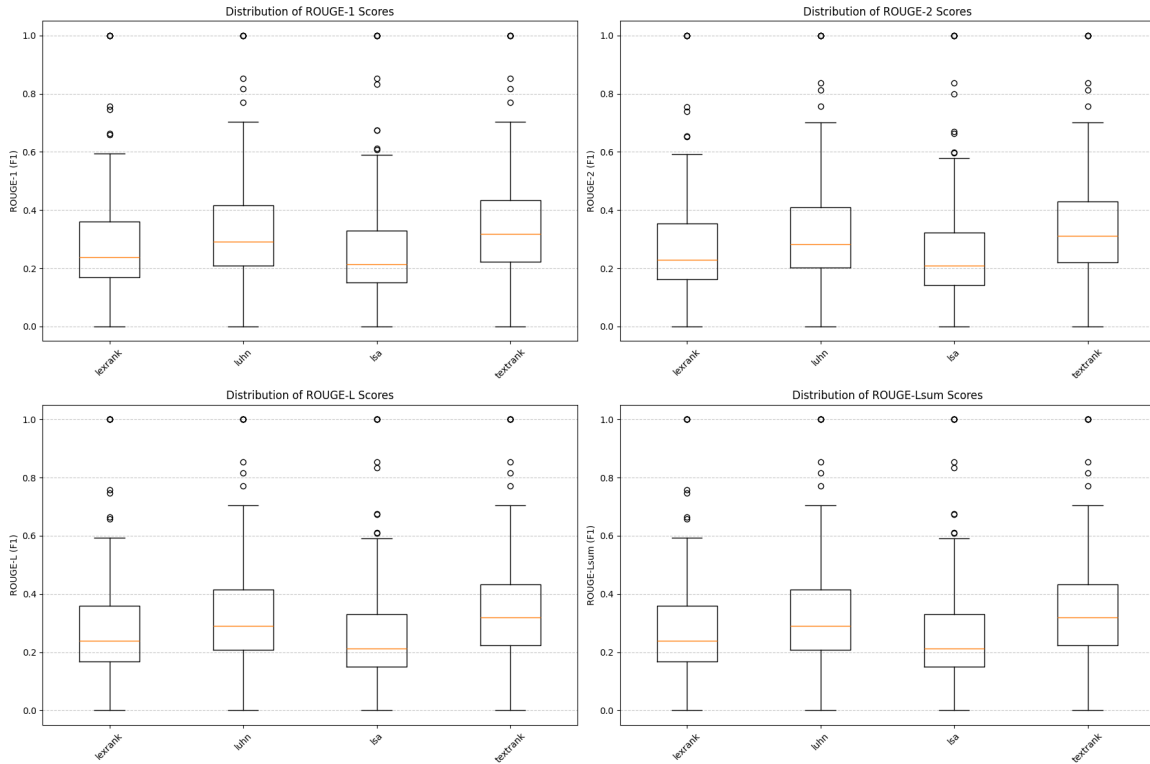 Distribution of ROUGE-1 Scores
ROUGE-1 (F1)
1.0
0.8
0.6
0.4
0.2
0.0
lexrank
luhn
lsa
textrank
Distribution of ROUGE-2 Scores
ROUGE-2 (F1)
1.0
0.8
0.6
0.4
0.2
0.0
lexrank
luhn
lsa
textrank
Distribution of ROUGE-L Scores
ROUGE-L (F1)
1.0
0.8
0.6
0.4
0.2
0.0
lexrank
luhn
lsa
textrank
Distribution of ROUGE-Lsum Scores
ROUGE-Lsum (F1)
1.0
0.8
0.6
0.4
0.2
0.0
lexrank
luhn
lsa
textrank